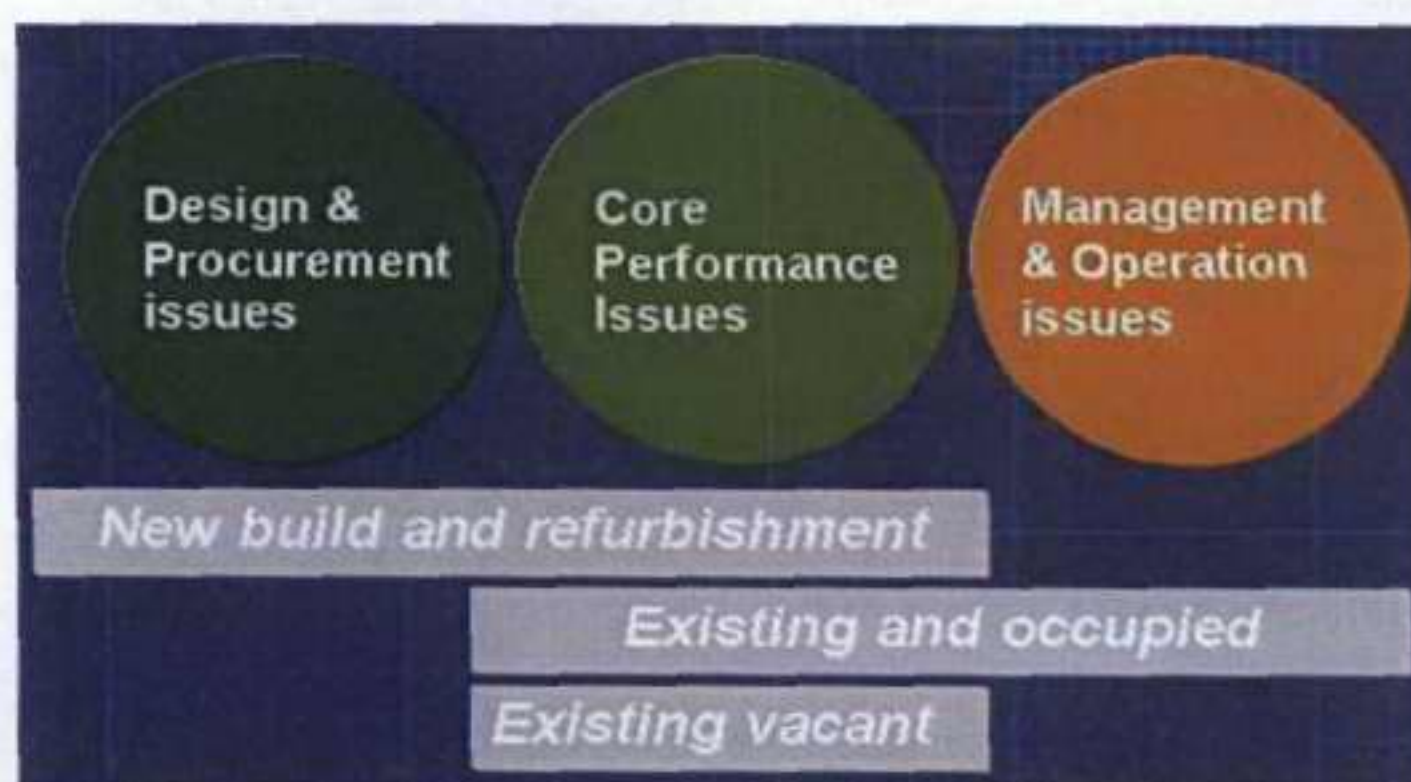 Design &
Procurement
issues
Core
Performance
Issues
Management
& Operation
issues
New build and refurbishment
Existing and occupied
Existing vacant